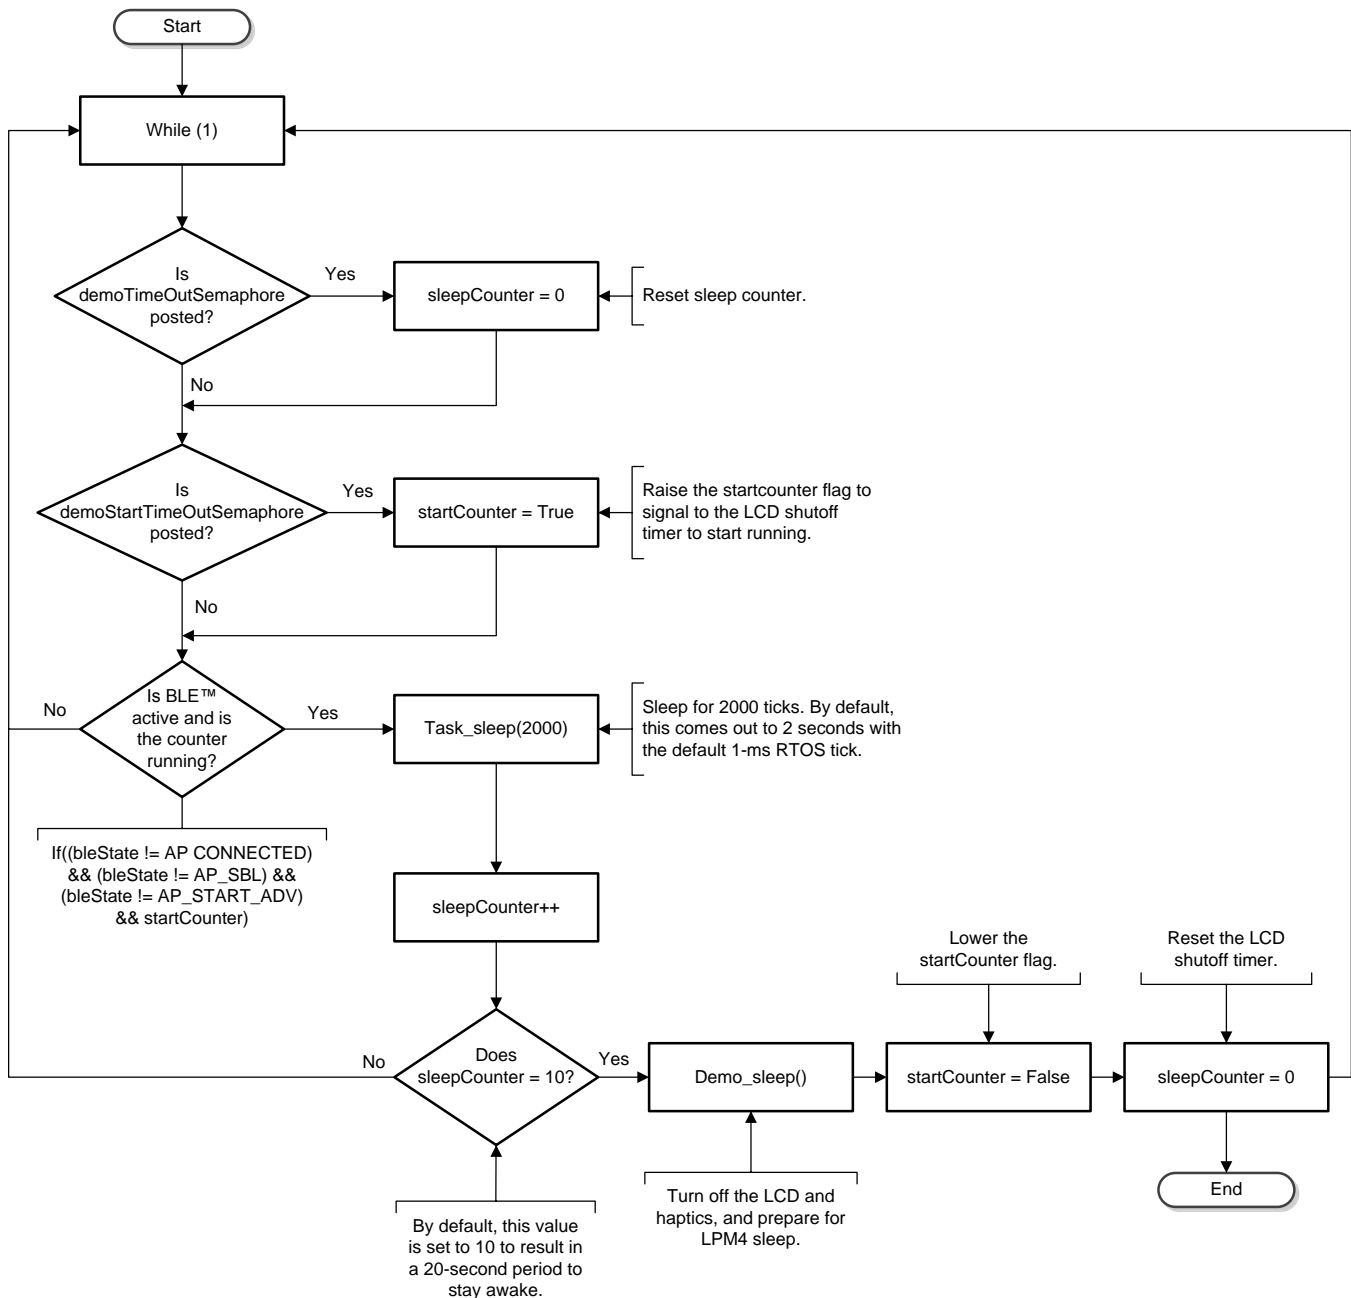 Start
While (1)
Is
demoTimeOutSemaphore
posted?
Yes
sleepCounter = 0
Reset sleep counter.
No
Is
demoStartTimeOutSemaphore
posted?
Yes
startCounter = True
Raise the startcounter flag to
signal to the LCD shutoff
timer to start running.
No
Is BLE™
active and is
the counter
running?
No
Yes
Task_sleep(2000)
Sleep for 2000 ticks. By default,
this comes out to 2 seconds with
the default 1-ms RTOS tick.
If((bleState != AP CONNECTED)
&& (bleState != AP_SBL) &&
(bleState != AP_START_ADV)
&& startCounter)
sleepCounter++
Does
sleepCounter = 10?
No
Yes
By default, this value
is set to 10 to result in
a 20-second period to
stay awake.
Demo_sleep()
Turn off the LCD and
haptics, and prepare for
LPM4 sleep.
Lower the
startCounter flag.
startCounter = False
Reset the LCD
shutoff timer.
sleepCounter = 0
End